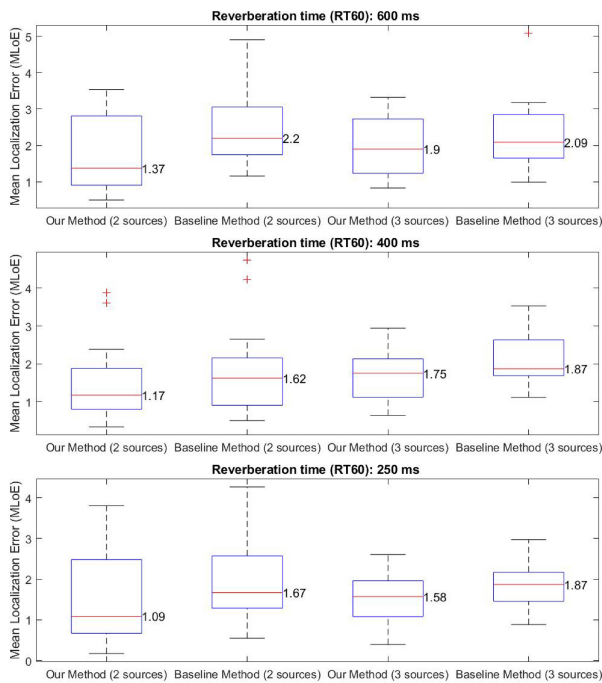 Reverberation time (RT60): 600 ms
Mean Localization Error (MLoE)
5
4
3
2
1
1.37
2.2
1.9
2.09
Our Method (2 sources) Baseline Method (2 sources) Our Method (3 sources) Baseline Method (3 sources)
Reverberation time (RT60): 400 ms
Mean Localization Error (MLoE)
4
3
2
1
1.17
1.62
1.75
1.87
Our Method (2 sources) Baseline Method (2 sources) Our Method (3 sources) Baseline Method (3 sources)
Reverberation time (RT60): 250 ms
Mean Localization Error (MLoE)
4
3
2
1
0
1.09
1.67
1.58
1.87
Our Method (2 sources) Baseline Method (2 sources) Our Method (3 sources) Baseline Method (3 sources)